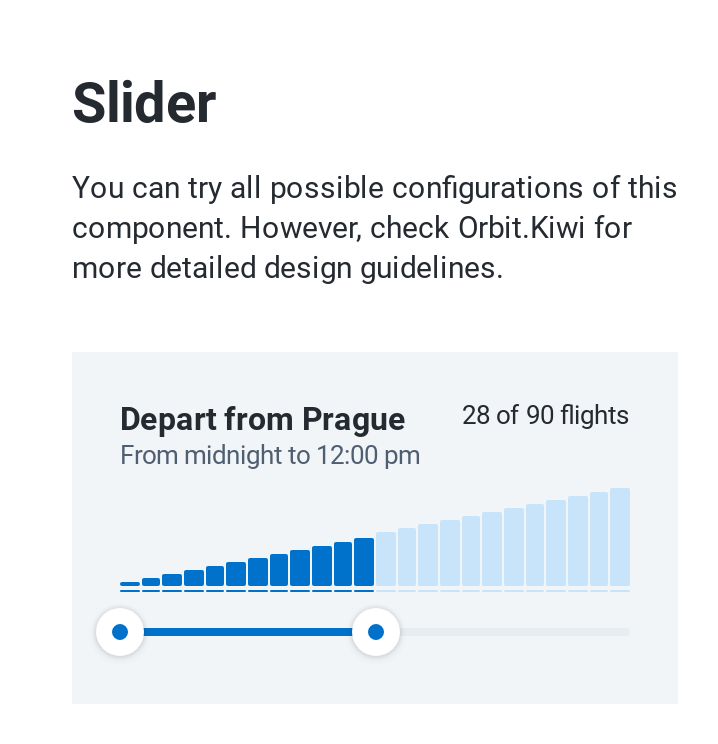 Slider
You can try all possible configurations of this
component. However, check Orbit.Kiwi for
more detailed design guidelines.
Depart from Prague
28 of 90 flights
From midnight to 12:00 pm